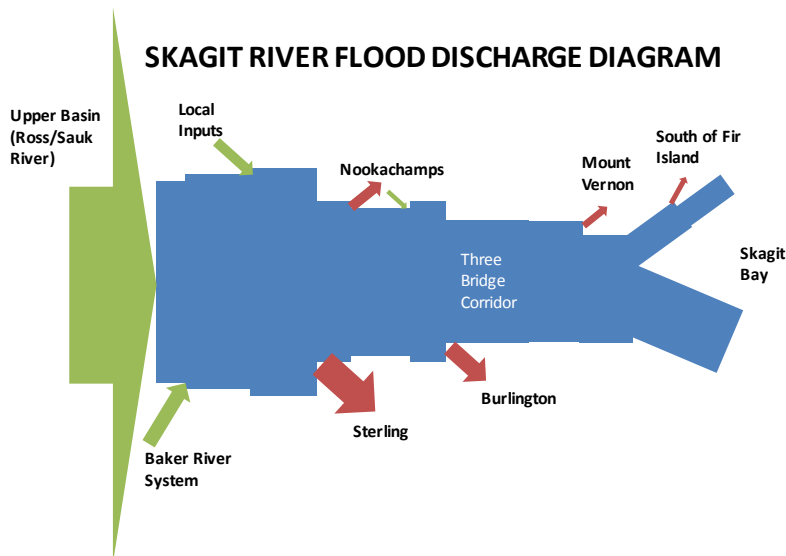 SKAGIT RIVER FLOOD DISCHARGE DIAGRAM
Upper Basin
(Ross/Sauk
River)
Local
Inputs
Nookachamps
Mount
Vernon
South of Fir
Island
Three
Bridge
Corridor
Skagit
Bay
Burlington
Sterling
Baker River
System